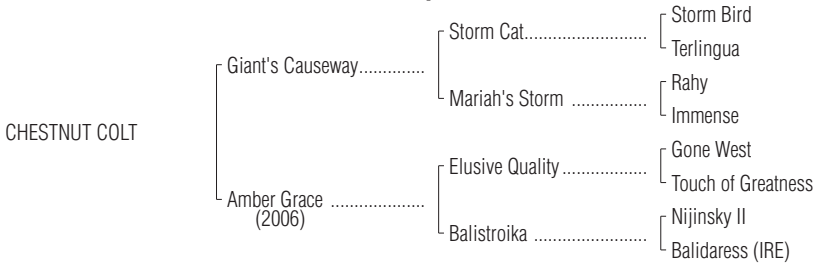 CHESTNUT COLT
Giant's Causeway..............
Amber Grace ....................
(2006)
Storm Cat..........................
Mariah's Storm ................
Elusive Quality..................
Balistroika ........................
Storm Bird
Terlingua
Rahy
Immense
Gone West
Touch of Greatness
Nijinsky II
Balidaress (IRE)